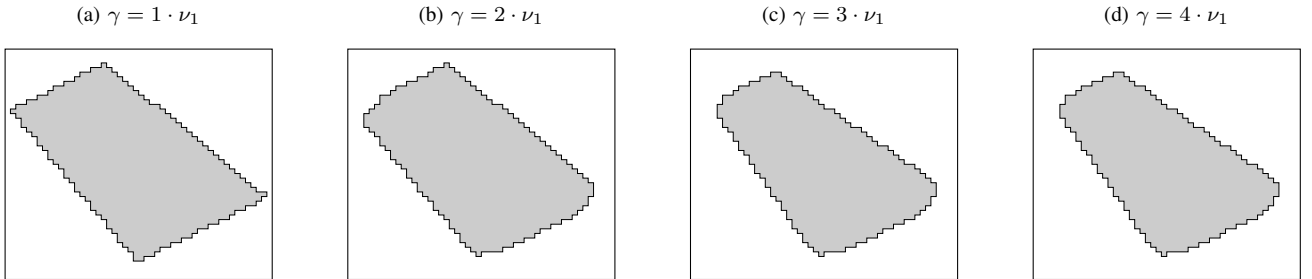 (a) γ = 1 · ν₁
(b) γ = 2 · ν₁
(c) γ = 3 · ν₁
(d) γ = 4 · ν₁